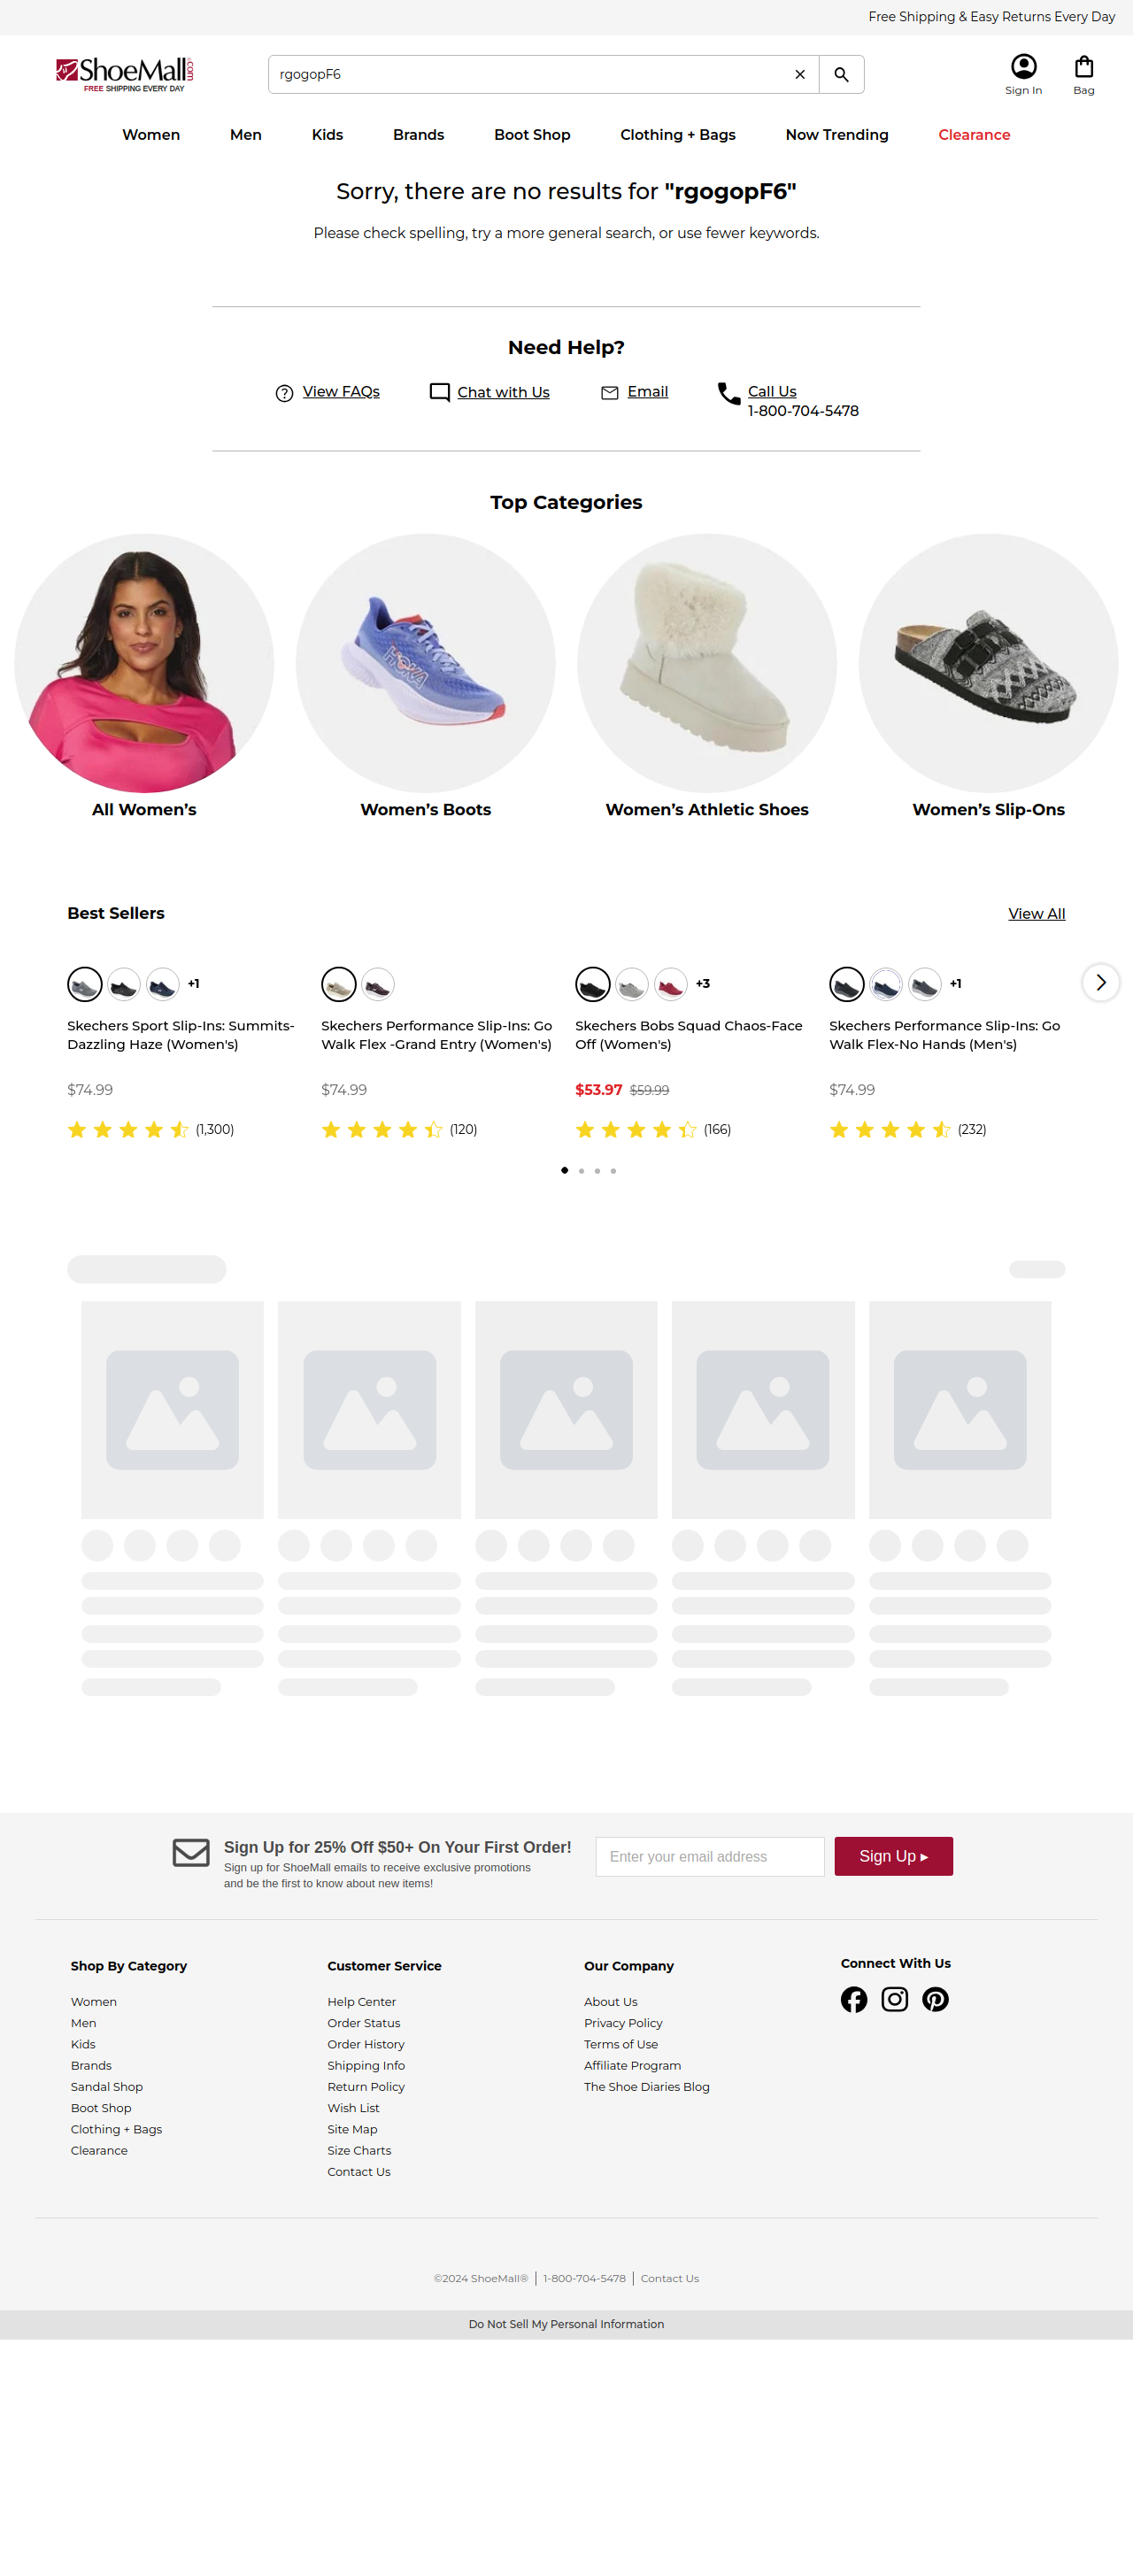 Free Shipping & Easy Returns Every Day
ShoeMall.com
FREE SHIPPING EVERY DAY
rgogopF6
Sign In
Bag
Women
Men
Kids
Brands
Boot Shop
Clothing + Bags
Now Trending
Clearance
Sorry, there are no results for "rgogopF6"
Please check spelling, try a more general search, or use fewer keywords.
Need Help?
View FAQs
Chat with Us
Email
Call Us
1-800-704-5478
Top Categories
HOKA
All Women’s
Women’s Boots
Women’s Athletic Shoes
Women’s Slip-Ons
Best Sellers
View All
+1
+3
+1
Skechers Sport Slip-Ins: Summits-
Dazzling Haze (Women's)
$74.99
(1,300)
Skechers Performance Slip-Ins: Go
Walk Flex -Grand Entry (Women's)
$74.99
(120)
Skechers Bobs Squad Chaos-Face
Off (Women's)
$53.97 $59.99
(166)
Skechers Performance Slip-Ins: Go
Walk Flex-No Hands (Men's)
$74.99
(232)
Sign Up for 25% Off $50+ On Your First Order!
Sign up for ShoeMall emails to receive exclusive promotions
and be the first to know about new items!
Enter your email address
Sign Up ▸
Shop By Category
Women
Men
Kids
Brands
Sandal Shop
Boot Shop
Clothing + Bags
Clearance
Customer Service
Help Center
Order Status
Order History
Shipping Info
Return Policy
Wish List
Site Map
Size Charts
Contact Us
Our Company
About Us
Privacy Policy
Terms of Use
Affiliate Program
The Shoe Diaries Blog
Connect With Us
©2024 ShoeMall® | 1-800-704-5478 | Contact Us
Do Not Sell My Personal Information